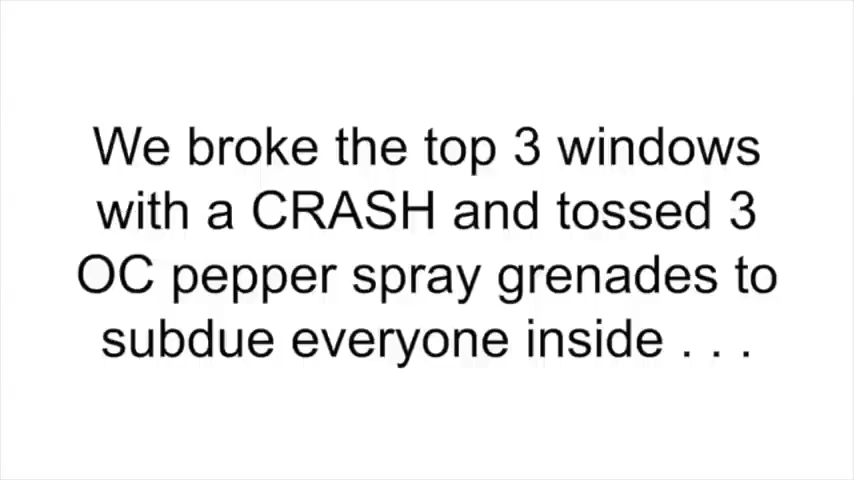 We broke the top 3 windows
with a CRASH and tossed 3
OC pepper spray grenades to
subdue everyone inside . . .